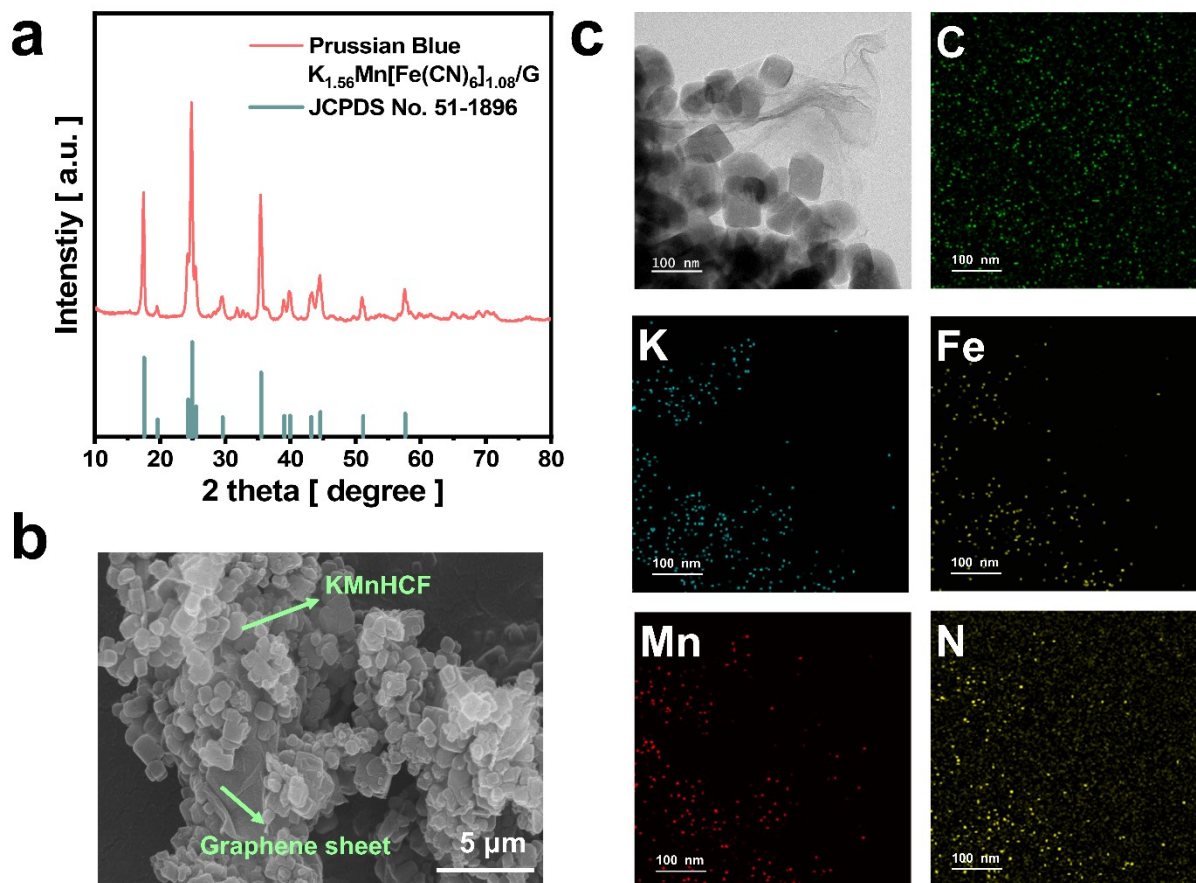 a
Prussian Blue
K1.56Mn[Fe(CN)6]1.08/G
JCPDS No. 51-1896
Intenstiy [ a.u. ]
10 20 30 40 50 60 70 80
2 theta [ degree ]
b
KMnHCF
Graphene sheet
5 μm
c
100 nm
C
100 nm
K
100 nm
Fe
100 nm
Mn
100 nm
N
100 nm